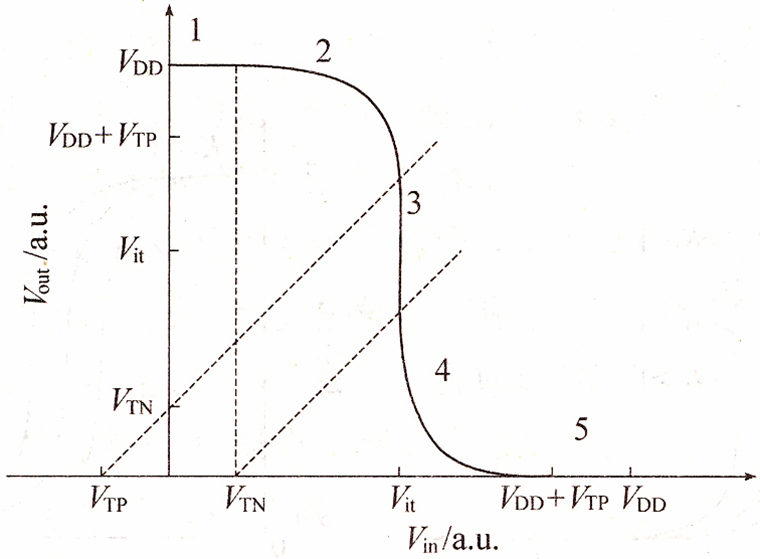 1
2
V_DD
V_DD + V_TP
3
V_it
4
V_TN
5
V_TP V_TN V_it V_DD + V_TP V_DD
V_in/a.u.
V_out/a.u.